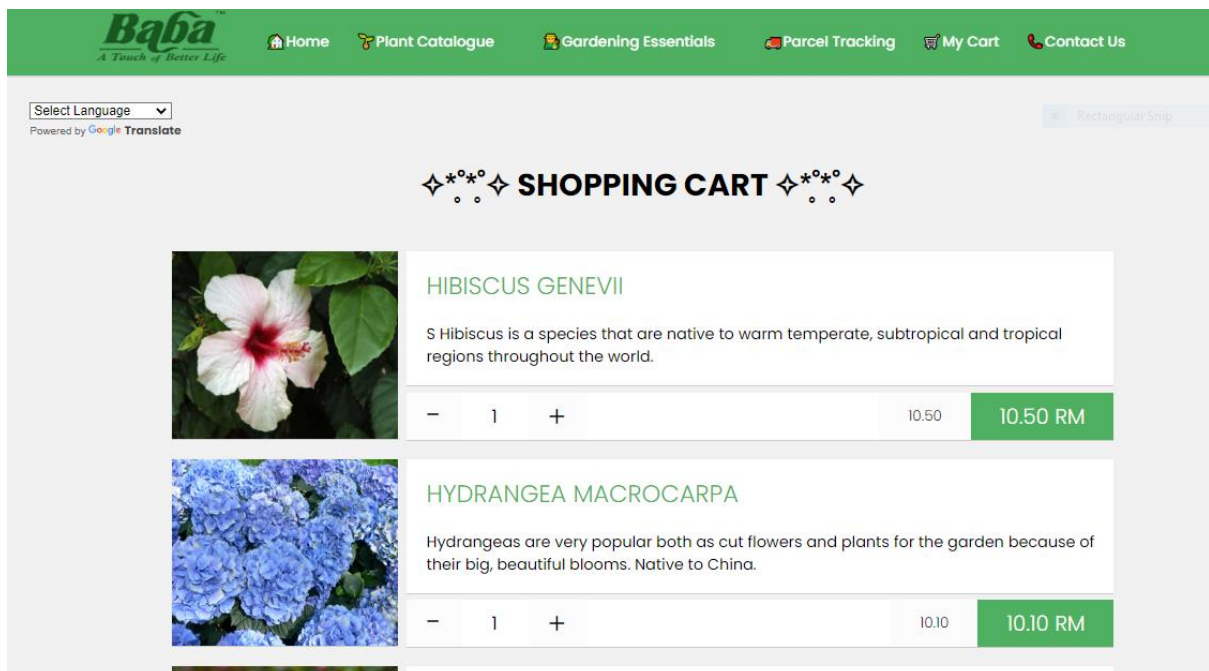 Baba™
A Touch of Better Life
Home
Plant Catalogue
Gardening Essentials
Parcel Tracking
My Cart
Contact Us
Select Language
Powered by Google Translate
Rectangular Snip
✧*̥˚*̥˚✧ SHOPPING CART ✧*̥˚*̥˚✧
HIBISCUS GENEVII
S Hibiscus is a species that are native to warm temperate, subtropical and tropical
regions throughout the world.
− 1 + 10.50 10.50 RM
HYDRANGEA MACROCARPA
Hydrangeas are very popular both as cut flowers and plants for the garden because of
their big, beautiful blooms. Native to China.
− 1 + 10.10 10.10 RM